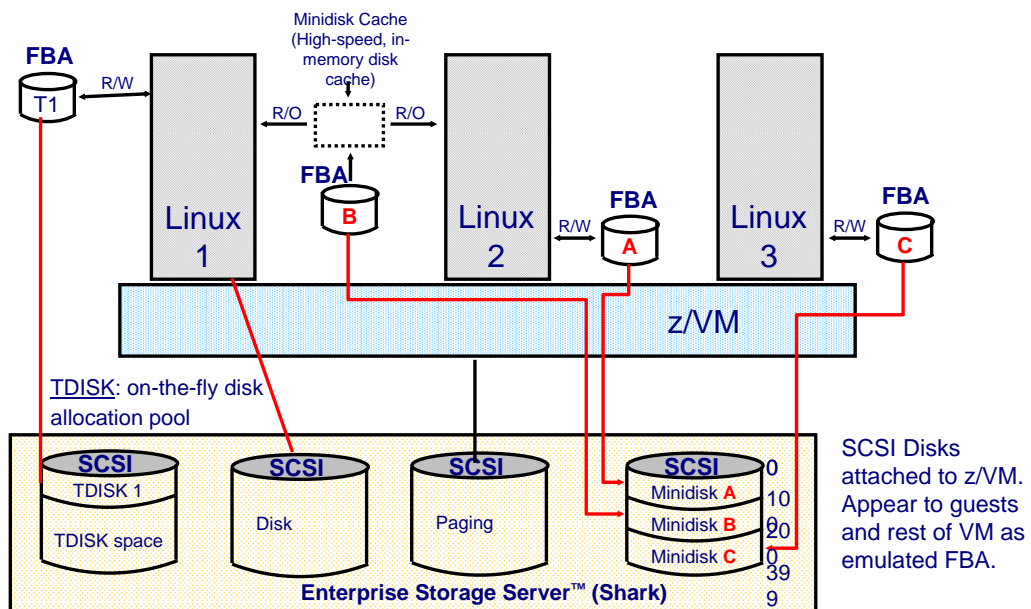 Minidisk Cache
(High-speed, in-
memory disk
cache)
FBA
T1
R/W
R/O
R/O
FBA
B
Linux
1
Linux
2
R/W
FBA
A
Linux
3
R/W
FBA
C
z/VM
TDISK: on-the-fly disk
allocation pool
SCSI
TDISK 1
TDISK space
SCSI
Disk
SCSI
Paging
SCSI
Minidisk A
Minidisk B
Minidisk C
0
10
0
20
0
39
9
Enterprise Storage Server™ (Shark)
SCSI Disks
attached to z/VM.
Appear to guests
and rest of VM as
emulated FBA.